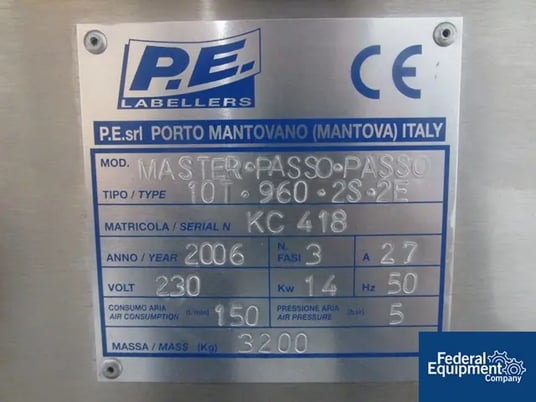 P.E.
LABELLERS
CE
P.E.srl PORTO MANTOVANO (MANTOVA) ITALY
MOD. MASTER•PASSO•PASSO
TIPO / TYPE 10T•960•2S•2E
MATRICOLA / SERIAL N KC 418
ANNO / YEAR 2006 N. FASI 3 A 27
VOLT 230 Kw 14 Hz 50
CONSUMO ARIA AIR CONSUMPTION (l/min) 150 PRESSIONE ARIA AIR PRESSURE (bar) 5
MASSA / MASS (Kg) 3200
Federal
Equipment
Company